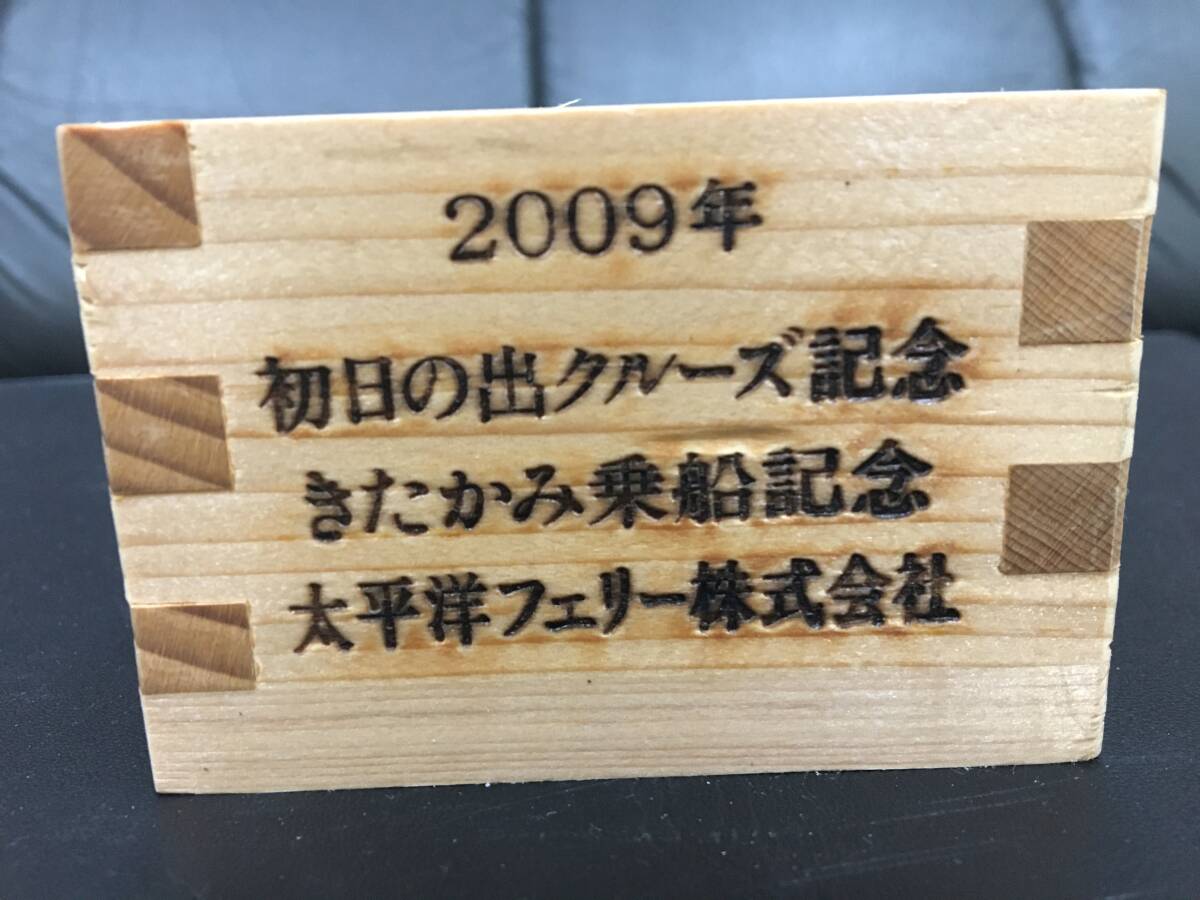 2009年
初日の出クルーズ記念
きたかみ乗船記念
太平洋フェリー株式会社